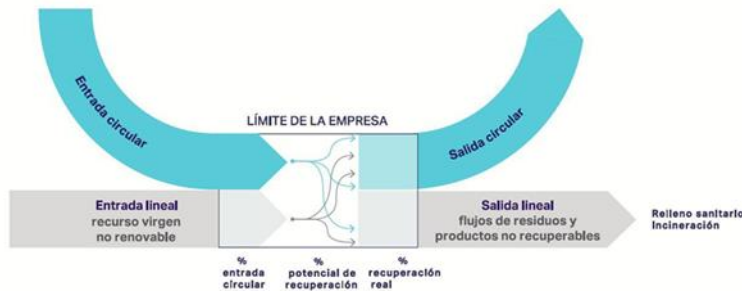 Entrada circular
LÍMITE DE LA EMPRESA
Salida circular
Entrada lineal
recurso virgen
no renovable
Salida lineal
flujos de residuos y
productos no recuperables
Relleno sanitario
Incineración
%
entrada
circular
%
potencial de
recuperación
%
recuperación
real